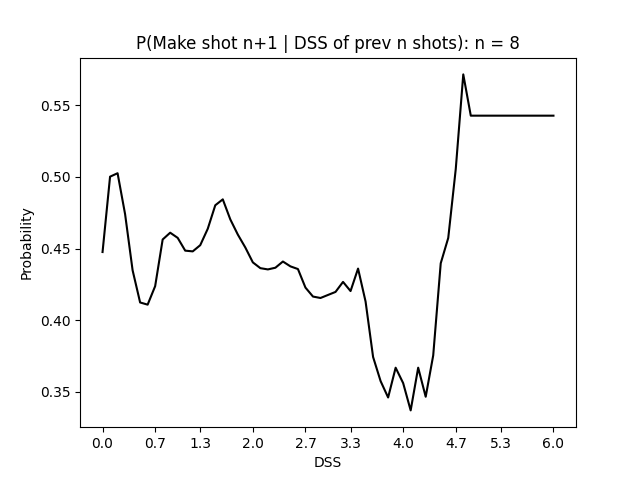 P(Make shot n+1 | DSS of prev n shots): n = 8
Probability
0.55
0.50
0.45
0.40
0.35
0.0 0.7 1.3 2.0 2.7 3.3 4.0 4.7 5.3 6.0
DSS